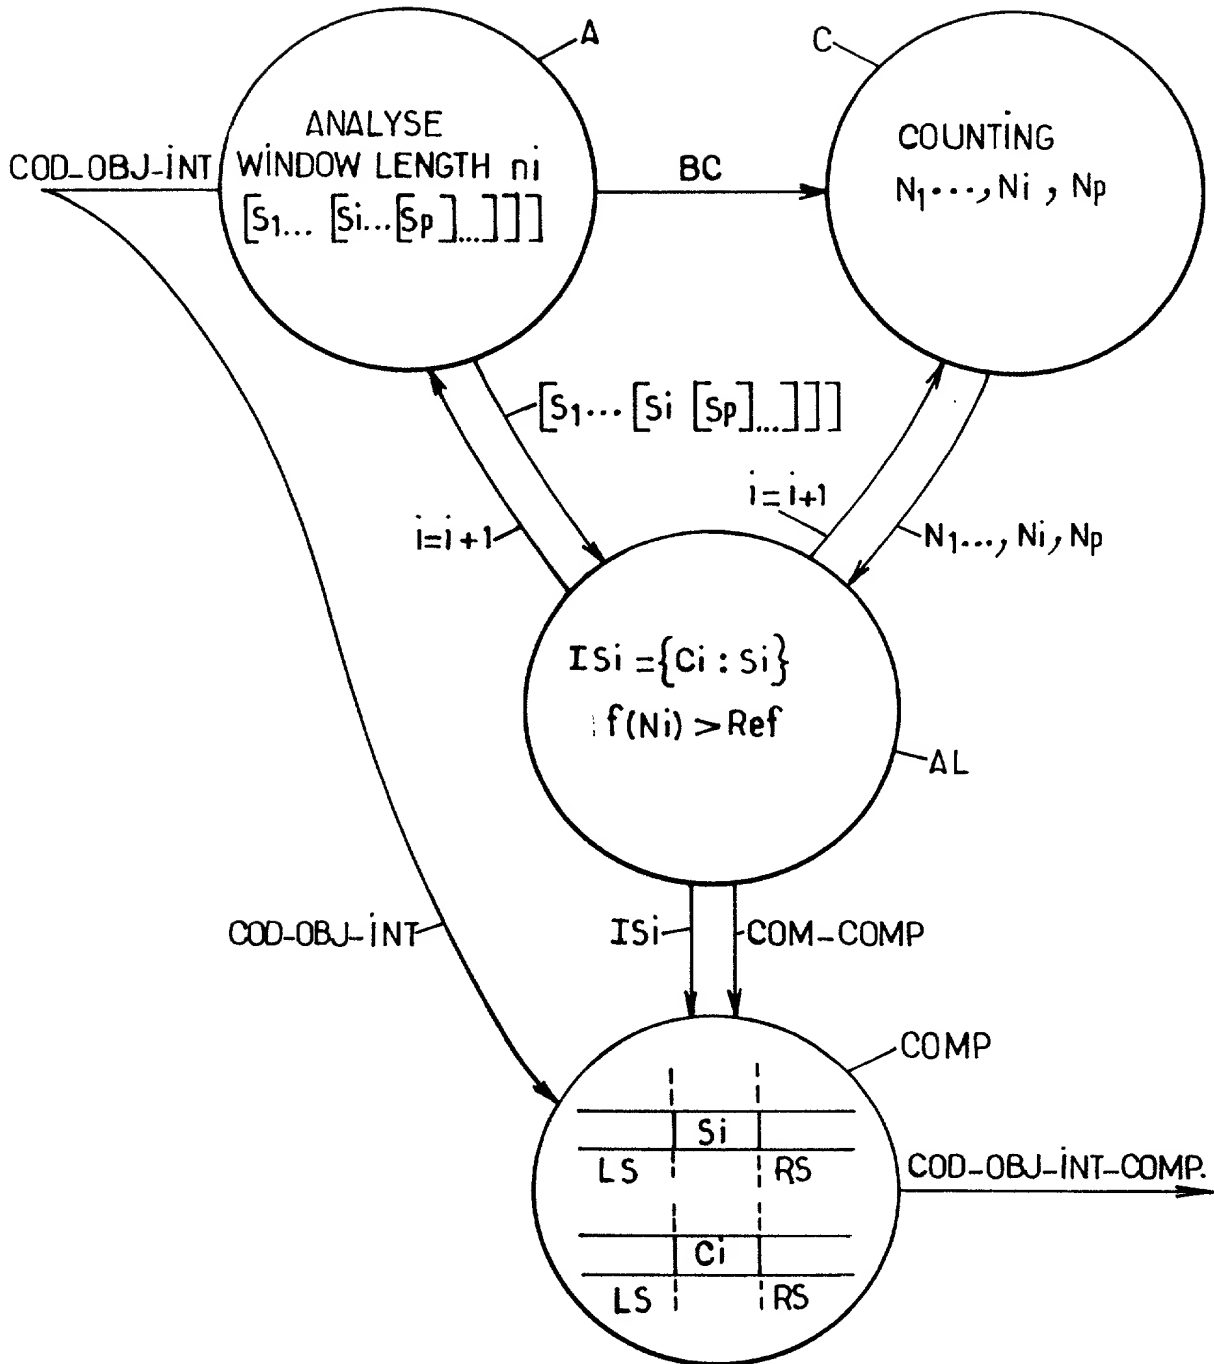 A
C
ANALYSE
WINDOW LENGTH ni
[S1... [Si...[Sp]...]]]
COD-OBJ-INT
BC
COUNTING
N1..., Ni , Np
[S1... [Si [Sp]...]]]
i=i+1
i=i+1
N1..., Ni, Np
ISi ={Ci : Si}
f(Ni) > Ref
AL
COD-OBJ-INT
ISi
COM-COMP
COMP
Si
LS
RS
COD-OBJ-INT-COMP.
Ci
LS
RS